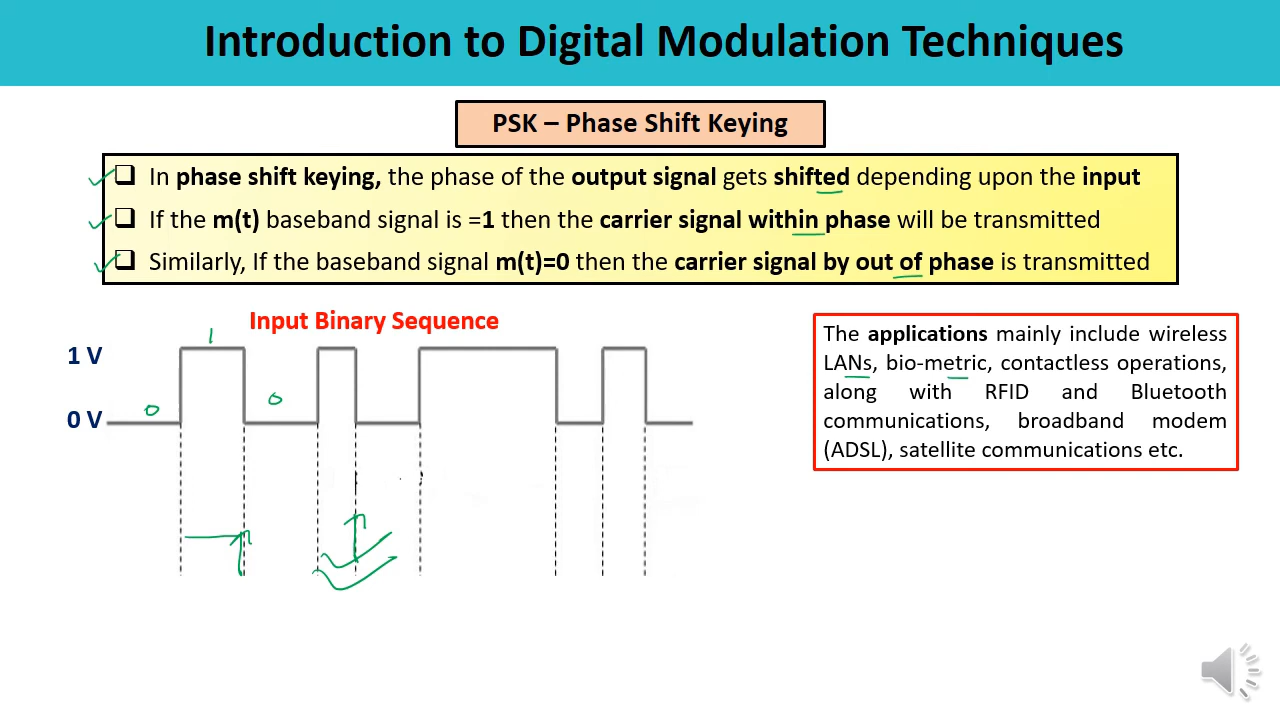 Introduction to Digital Modulation Techniques
PSK – Phase Shift Keying
In phase shift keying, the phase of the output signal gets shifted depending upon the input
If the m(t) baseband signal is =1 then the carrier signal within phase will be transmitted
Similarly, If the baseband signal m(t)=0 then the carrier signal by out of phase is transmitted
Input Binary Sequence
1 V
0 V
0
1
0
The applications mainly include wireless
LANs, bio-metric, contactless operations,
along with RFID and Bluetooth
communications, broadband modem
(ADSL), satellite communications etc.